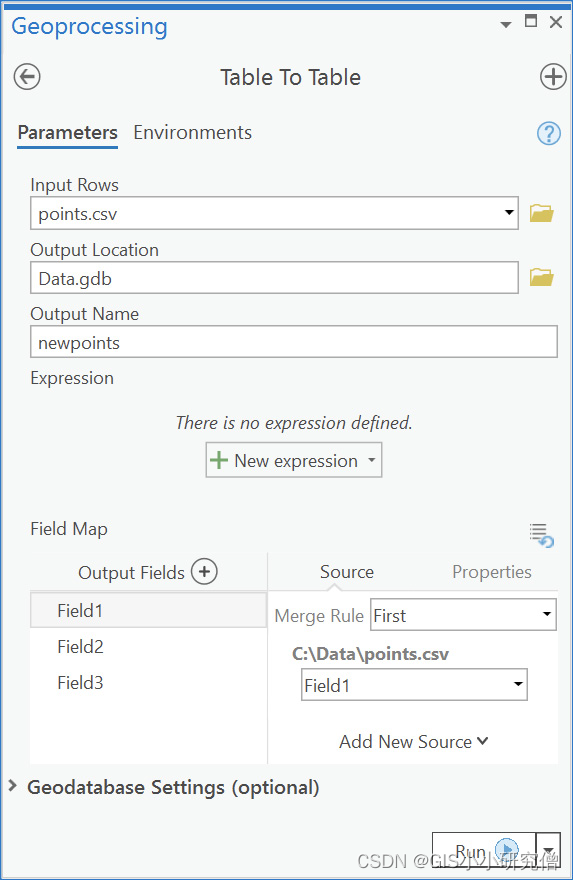 Geoprocessing
Table To Table
Parameters Environments
?
Input Rows
points.csv
Output Location
Data.gdb
Output Name
newpoints
Expression
There is no expression defined.
New expression
Field Map
Output Fields
Source Properties
Field1
Merge Rule First
Field2
C:\Data\points.csv
Field3
Field1
Add New Source
Geodatabase Settings (optional)
Run
CSDN @GIS小小研究僧